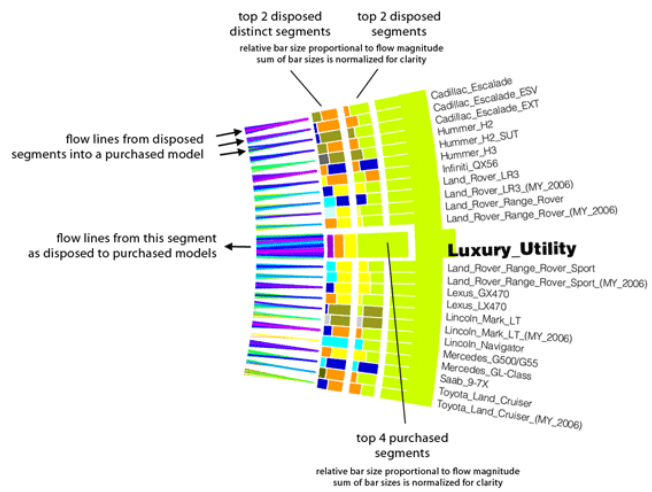 top 2 disposed
distinct segments
top 2 disposed
segments
relative bar size proportional to flow magnitude
sum of bar sizes is normalized for clarity
flow lines from disposed
segments into a purchased model
flow lines from this segment
as disposed to purchased models
Cadillac_Escalade
Cadillac_Escalade_ESV
Cadillac_Escalade_EXT
Hummer_H2
Hummer_H2_SUT
Hummer_H3
Infiniti_QX56
Land_Rover_LR3
Land_Rover_LR3_(MY_2006)
Land_Rover_Range_Rover
Land_Rover_Range_Rover_(MY_2006)
Luxury_Utility
Land_Rover_Range_Rover_Sport
Land_Rover_Range_Rover_Sport_(MY_2006)
Lexus_GX470
Lexus_LX470
Lincoln_Mark_LT
Lincoln_Mark_LT_(MY_2006)
Lincoln_Navigator
Mercedes_G500/G55
Mercedes_GL-Class
Saab_9-7X
Toyota_Land_Cruiser
Toyota_Land_Cruiser_(MY_2006)
top 4 purchased
segments
relative bar size proportional to flow magnitude
sum of bar sizes is normalized for clarity